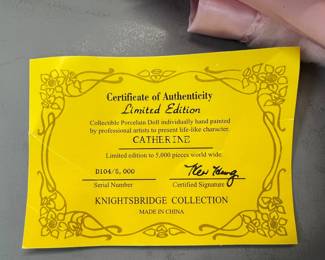 Certificate of Authenticity
Limited Edition
Collectible Porcelain Doll individually hand painted
by professional artists to present life-like character.
CATHERINE
Limited edition to 5,000 pieces world wide.
D104/5,000
Serial Number Certified Signature
KNIGHTSBRIDGE COLLECTION
MADE IN CHINA